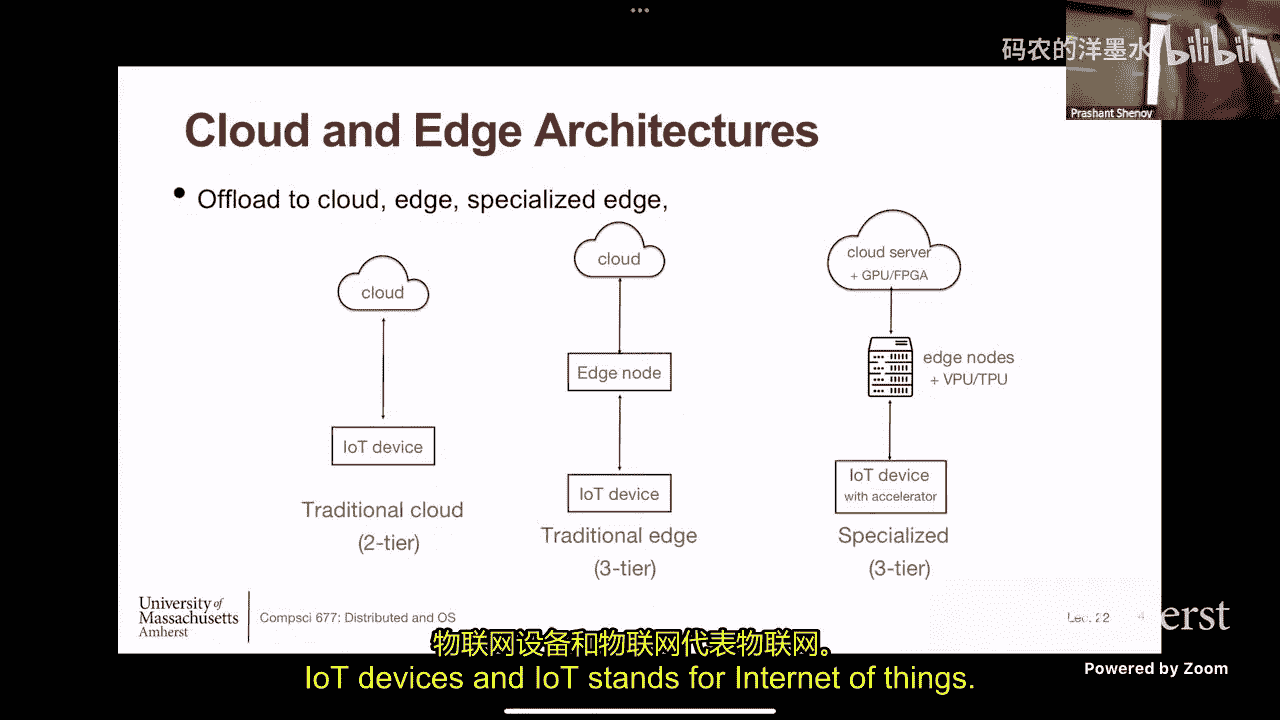 码农的洋墨水 bilibili
Prashant Shenoy
Cloud and Edge Architectures
• Offload to cloud, edge, specialized edge,
cloud
IoT device
Traditional cloud
(2-tier)
cloud
Edge node
IoT device
Traditional edge
(3-tier)
cloud server
+ GPU/FPGA
edge nodes
+ VPU/TPU
IoT device
with accelerator
Specialized
(3-tier)
University of
Massachusetts
Amherst
Compsci 677: Distributed and OS
Lec. 22
4
erst
物联网设备和物联网代表物联网。
IoT devices and IoT stands for Internet of things.
Powered by Zoom